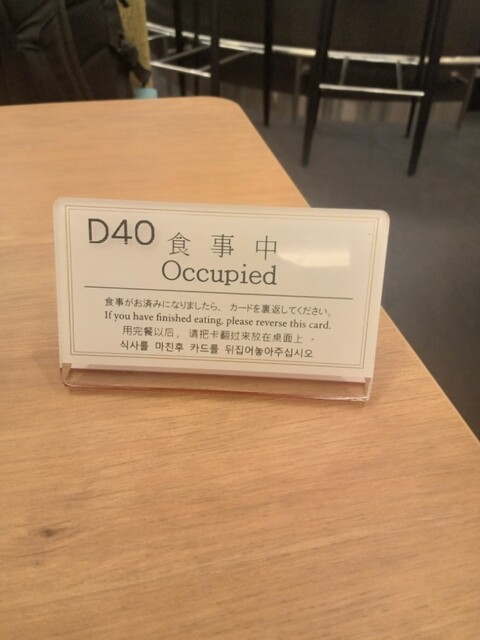 D40 食事中
Occupied
食事がお済みになりましたら、カードを裏返してください。
If you have finished eating, please reverse this card.
用完餐以后，请把卡翻过来放在桌面上。
식사를 마친후 카드를 뒤집어놓아주십시오